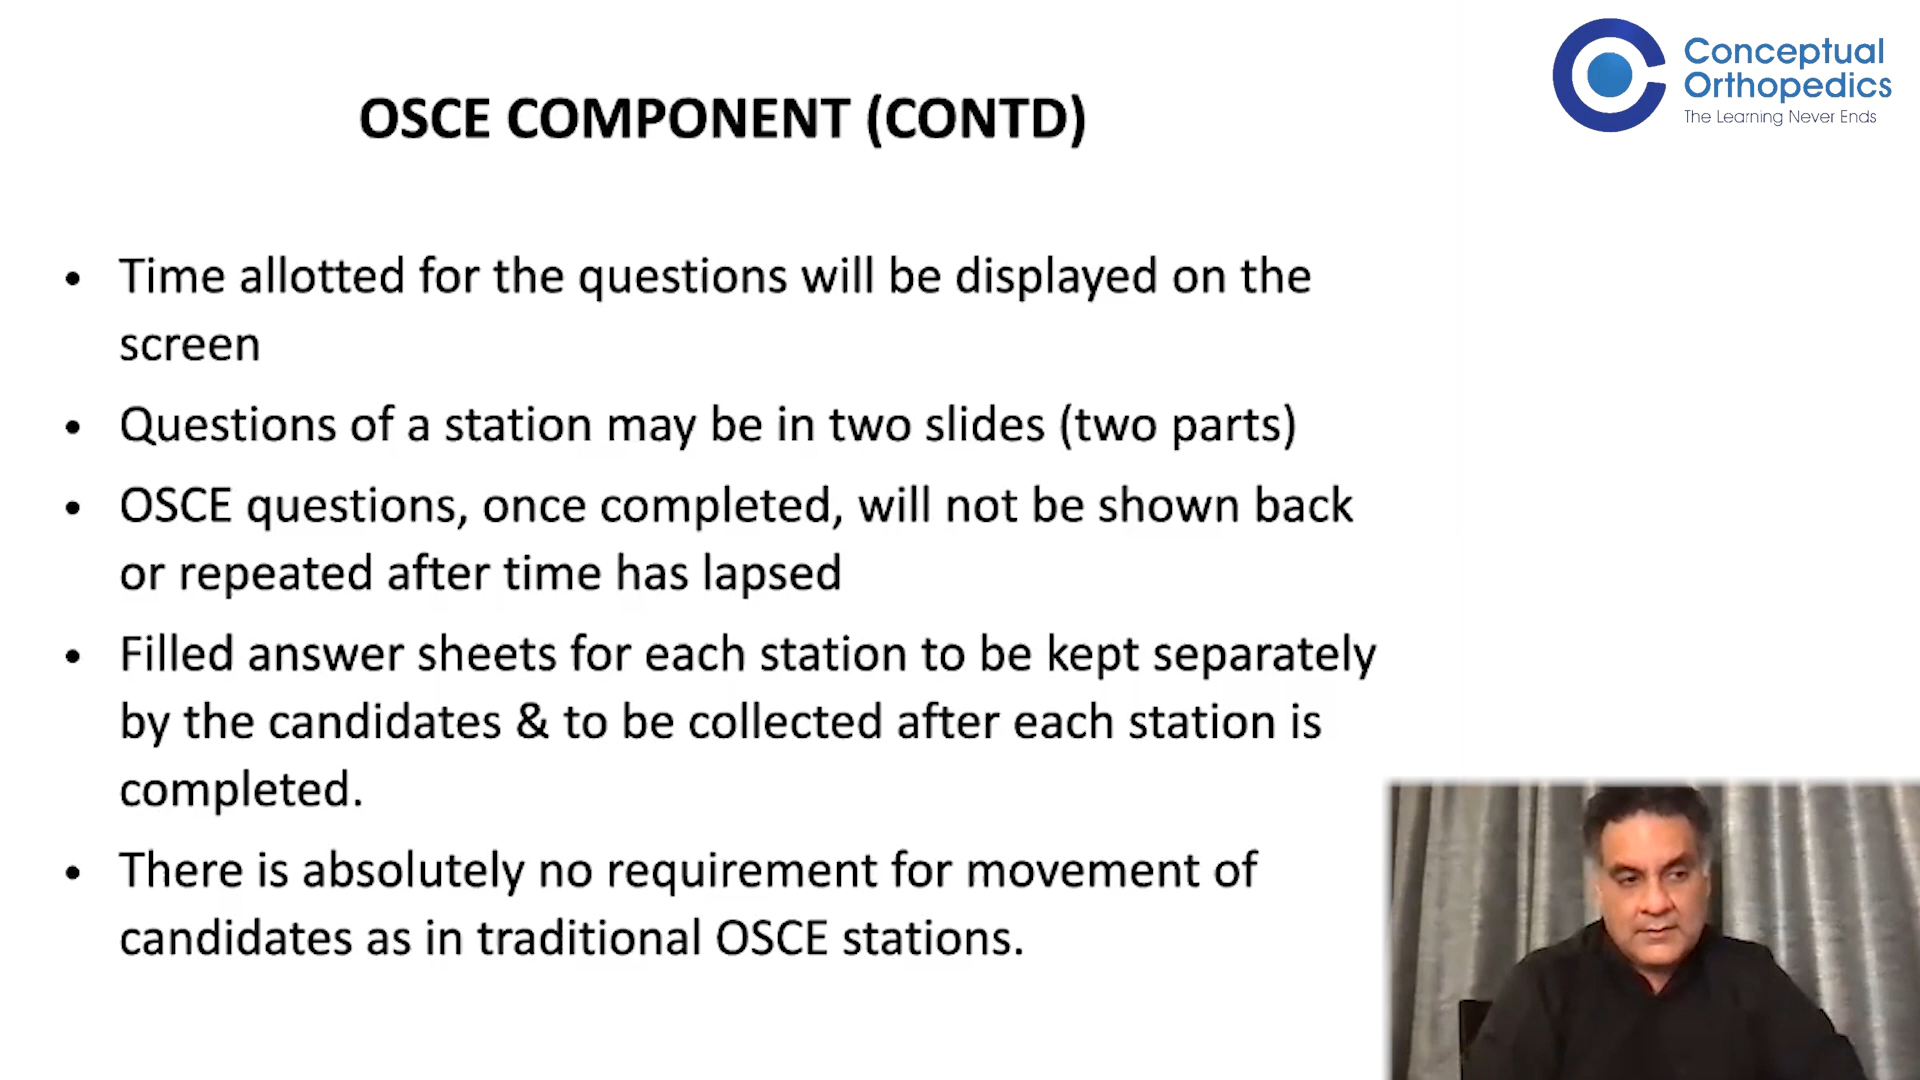 Conceptual
Orthopedics
The Learning Never Ends
OSCE COMPONENT (CONTD)
• Time allotted for the questions will be displayed on the
screen
• Questions of a station may be in two slides (two parts)
• OSCE questions, once completed, will not be shown back
or repeated after time has lapsed
• Filled answer sheets for each station to be kept separately
by the candidates & to be collected after each station is
completed.
• There is absolutely no requirement for movement of
candidates as in traditional OSCE stations.